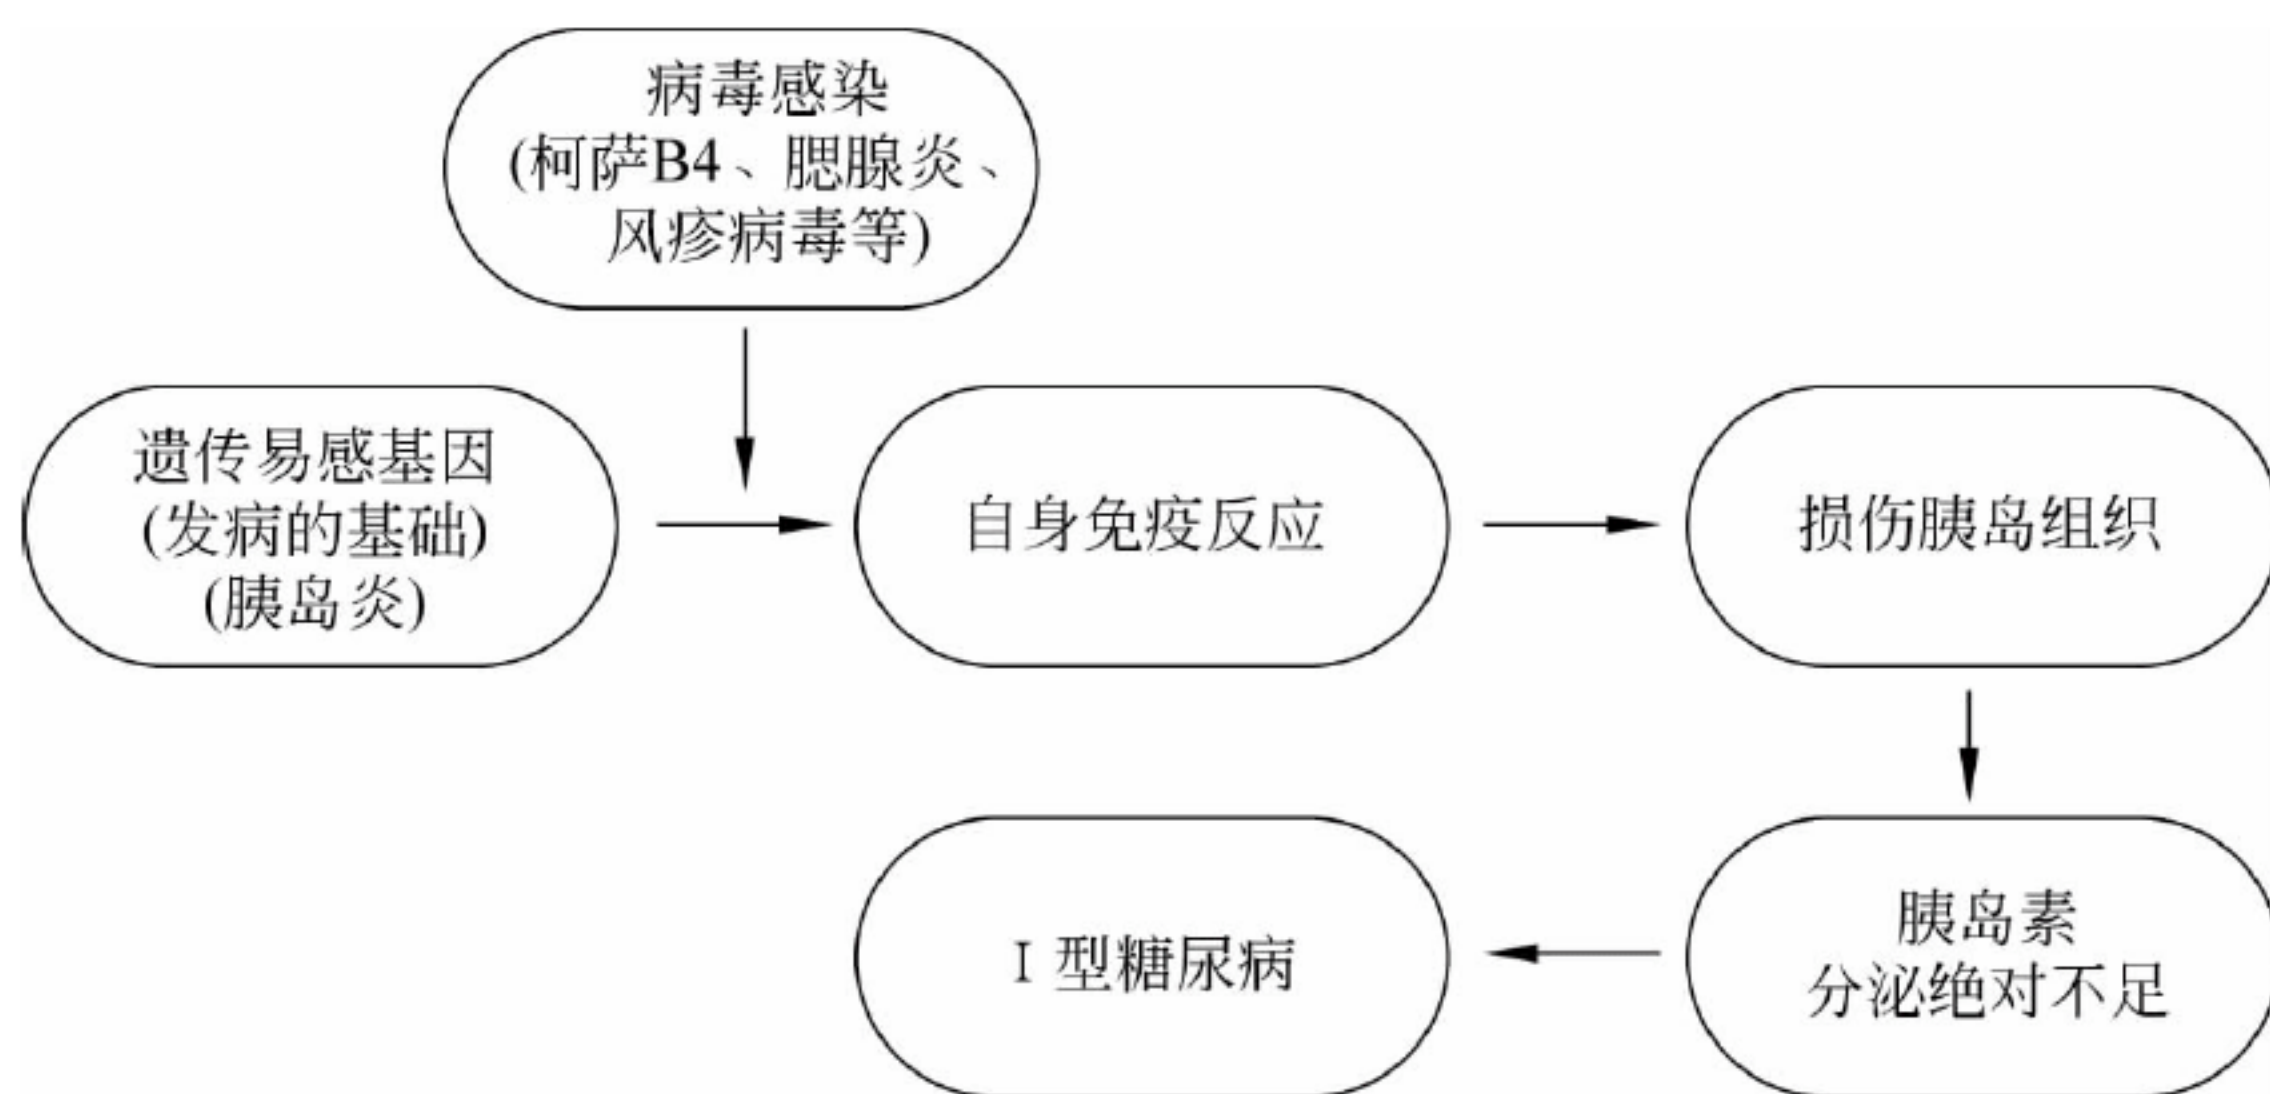 病毒感染
(柯萨B4、腮腺炎、
风疹病毒等)
遗传易感基因
(发病的基础)
(胰岛炎)
自身免疫反应
损伤胰岛组织
胰岛素
分泌绝对不足
I 型糖尿病